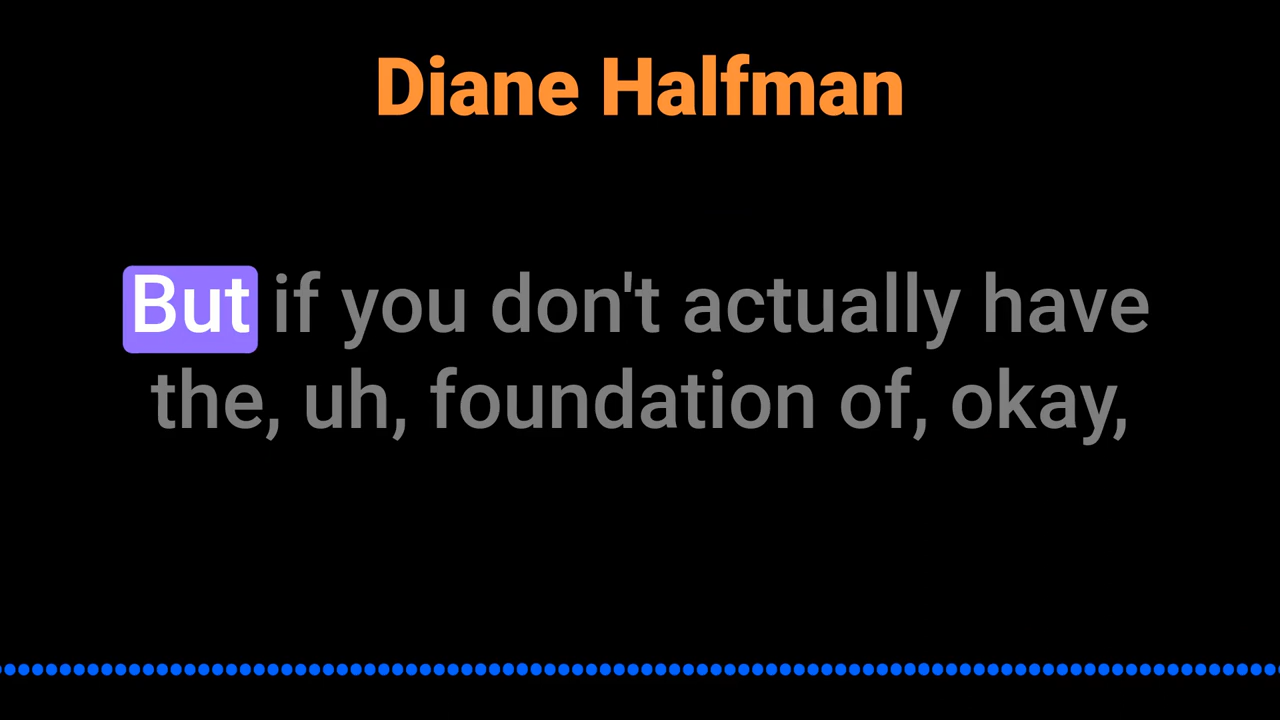 Diane Halfman
But if you don't actually have
the, uh, foundation of, okay,